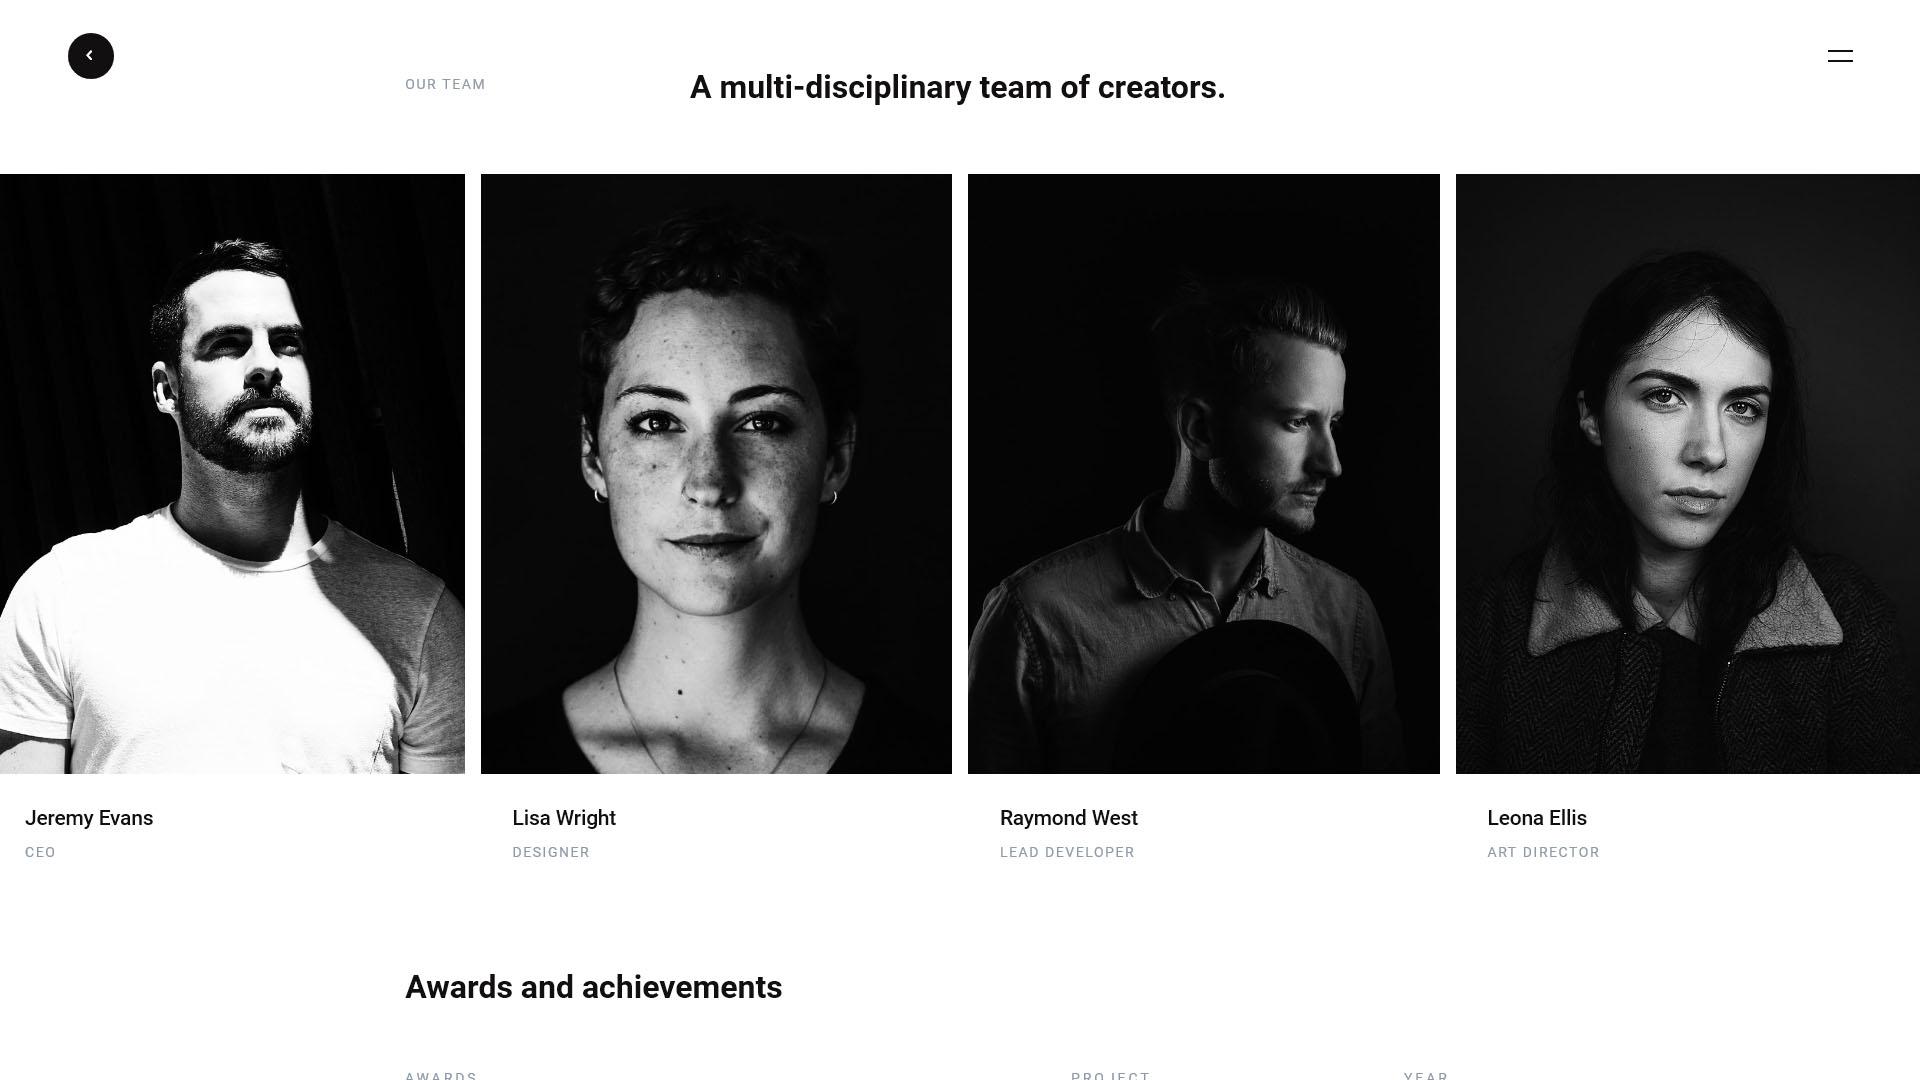 OUR TEAM
A multi-disciplinary team of creators.
Jeremy Evans
CEO
Lisa Wright
DESIGNER
Raymond West
LEAD DEVELOPER
Leona Ellis
ART DIRECTOR
Awards and achievements
AWARDS
PROJECT
YEAR